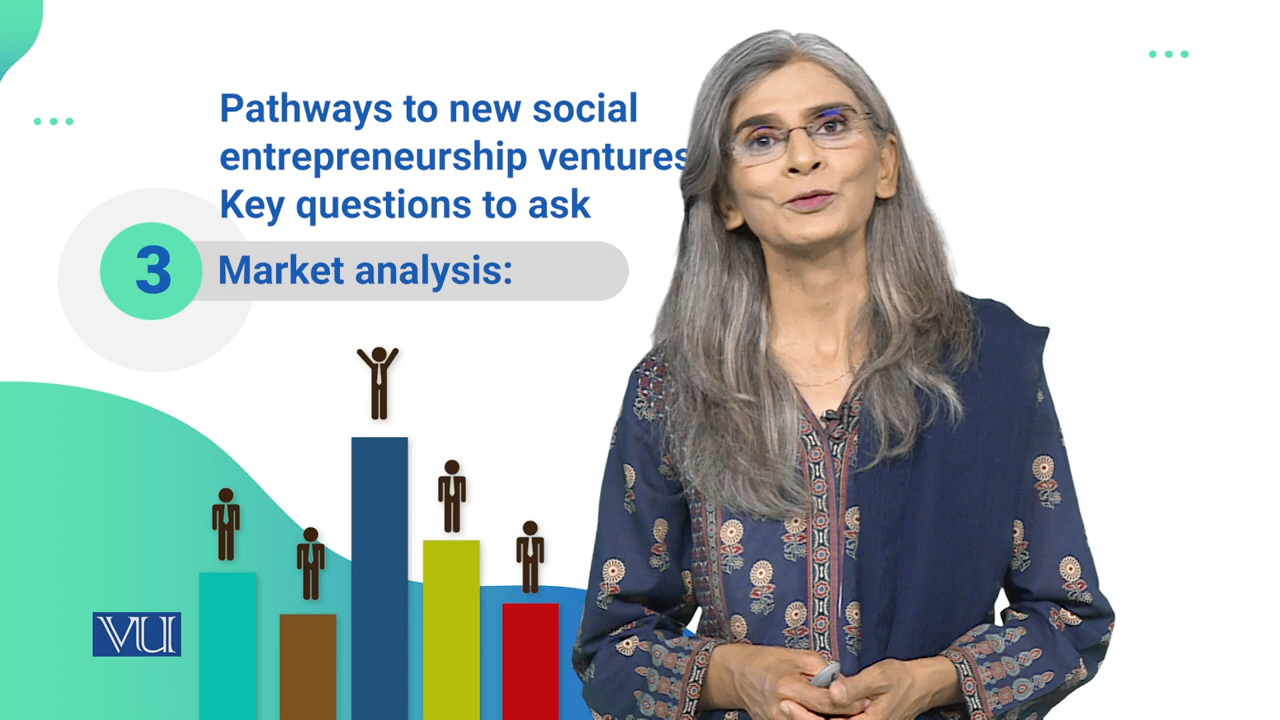 Pathways to new social
entrepreneurship ventures
Key questions to ask
3 Market analysis:
VU